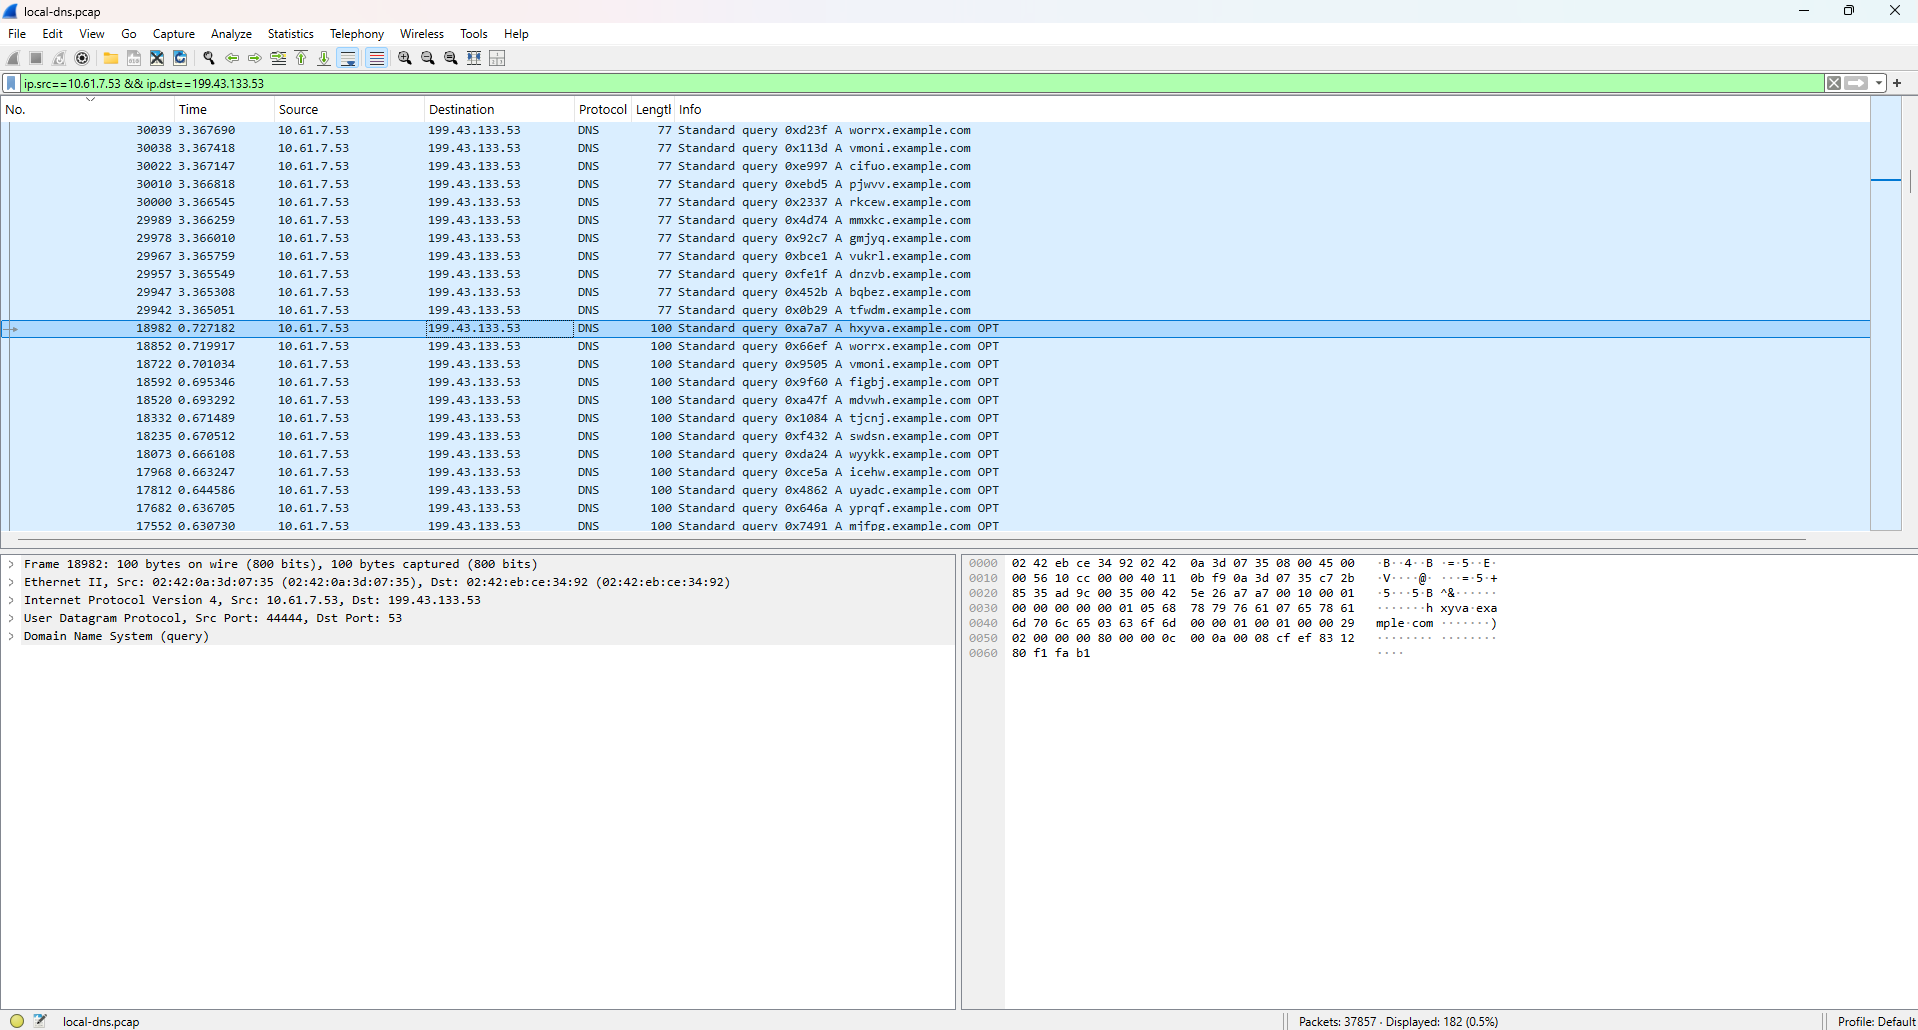 local-dns.pcap
File Edit View Go Capture Analyze Statistics Telephony Wireless Tools Help
ip.src==10.61.7.53 && ip.dst==199.43.133.53
No. Time Source Destination Protocol Lengtl Info
30039 3.367690 10.61.7.53 199.43.133.53 DNS 77 Standard query 0xd23f A worrx.example.com
30038 3.367418 10.61.7.53 199.43.133.53 DNS 77 Standard query 0x113d A vmoni.example.com
30022 3.367147 10.61.7.53 199.43.133.53 DNS 77 Standard query 0xe997 A cifuo.example.com
30010 3.366818 10.61.7.53 199.43.133.53 DNS 77 Standard query 0xebd5 A pjwvv.example.com
30000 3.366545 10.61.7.53 199.43.133.53 DNS 77 Standard query 0x2337 A rkcew.example.com
29989 3.366259 10.61.7.53 199.43.133.53 DNS 77 Standard query 0x4d74 A mmxkc.example.com
29978 3.366010 10.61.7.53 199.43.133.53 DNS 77 Standard query 0x92c7 A gmjyq.example.com
29967 3.365759 10.61.7.53 199.43.133.53 DNS 77 Standard query 0xbce1 A vukrl.example.com
29957 3.365549 10.61.7.53 199.43.133.53 DNS 77 Standard query 0xfe1f A dnzvb.example.com
29947 3.365308 10.61.7.53 199.43.133.53 DNS 77 Standard query 0x452b A bqbez.example.com
29942 3.365051 10.61.7.53 199.43.133.53 DNS 77 Standard query 0x0b29 A tfwdm.example.com
18982 0.727182 10.61.7.53 199.43.133.53 DNS 100 Standard query 0xa7a7 A hxyva.example.com OPT
18852 0.719917 10.61.7.53 199.43.133.53 DNS 100 Standard query 0x66ef A worrx.example.com OPT
18722 0.701034 10.61.7.53 199.43.133.53 DNS 100 Standard query 0x9505 A vmoni.example.com OPT
18592 0.695346 10.61.7.53 199.43.133.53 DNS 100 Standard query 0x9f60 A figbj.example.com OPT
18520 0.693292 10.61.7.53 199.43.133.53 DNS 100 Standard query 0xa47f A mdvwh.example.com OPT
18332 0.671489 10.61.7.53 199.43.133.53 DNS 100 Standard query 0x1084 A tjcnj.example.com OPT
18235 0.670512 10.61.7.53 199.43.133.53 DNS 100 Standard query 0xf432 A swdsn.example.com OPT
18073 0.666108 10.61.7.53 199.43.133.53 DNS 100 Standard query 0xda24 A wyykk.example.com OPT
17968 0.663247 10.61.7.53 199.43.133.53 DNS 100 Standard query 0xce5a A icehw.example.com OPT
17812 0.644586 10.61.7.53 199.43.133.53 DNS 100 Standard query 0x4862 A uyadc.example.com OPT
17682 0.636705 10.61.7.53 199.43.133.53 DNS 100 Standard query 0x646a A yprqf.example.com OPT
17552 0.630730 10.61.7.53 199.43.133.53 DNS 100 Standard query 0x7491 A mifpg.example.com OPT
Frame 18982: 100 bytes on wire (800 bits), 100 bytes captured (800 bits)
Ethernet II, Src: 02:42:0a:3d:07:35 (02:42:0a:3d:07:35), Dst: 02:42:eb:ce:34:92 (02:42:eb:ce:34:92)
Internet Protocol Version 4, Src: 10.61.7.53, Dst: 199.43.133.53
User Datagram Protocol, Src Port: 44444, Dst Port: 53
Domain Name System (query)
0000 02 42 eb ce 34 92 02 42 0a 3d 07 35 08 00 45 00 ·B··4··B ·=·5··E·
0010 00 56 10 cc 00 00 40 11 0b f9 0a 3d 07 35 c7 2b ·V····@· ···=·5·+
0020 85 35 ad 9c 00 35 00 42 5e 26 a7 a7 00 10 00 01 ·5···5·B ^&······
0030 00 00 00 00 00 01 05 68 78 79 76 61 07 65 78 61 ·······h xyva·exa
0040 6d 70 6c 65 03 63 6f 6d 00 00 01 00 01 00 00 29 mple·com ·······)
0050 02 00 00 00 80 00 00 0c 00 0a 00 08 cf ef 83 12 ········ ········
0060 80 f1 fa b1 ····
local-dns.pcap Packets: 37857 · Displayed: 182 (0.5%) Profile: Default